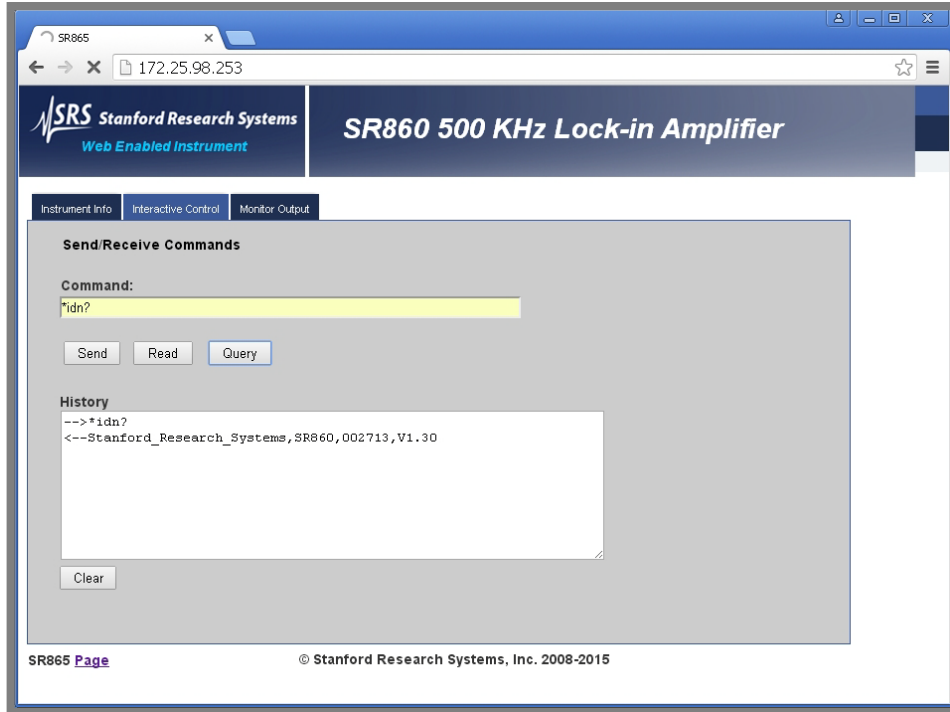 SR865
172.25.98.253
SRS Stanford Research Systems
Web Enabled Instrument
SR860 500 KHz Lock-in Amplifier
Instrument Info Interactive Control Monitor Output
Send/Receive Commands
Command:
*idn?
Send Read Query
History
-->*idn?
<--Stanford_Research_Systems,SR860,002713,V1.30
Clear
SR865 Page © Stanford Research Systems, Inc. 2008-2015